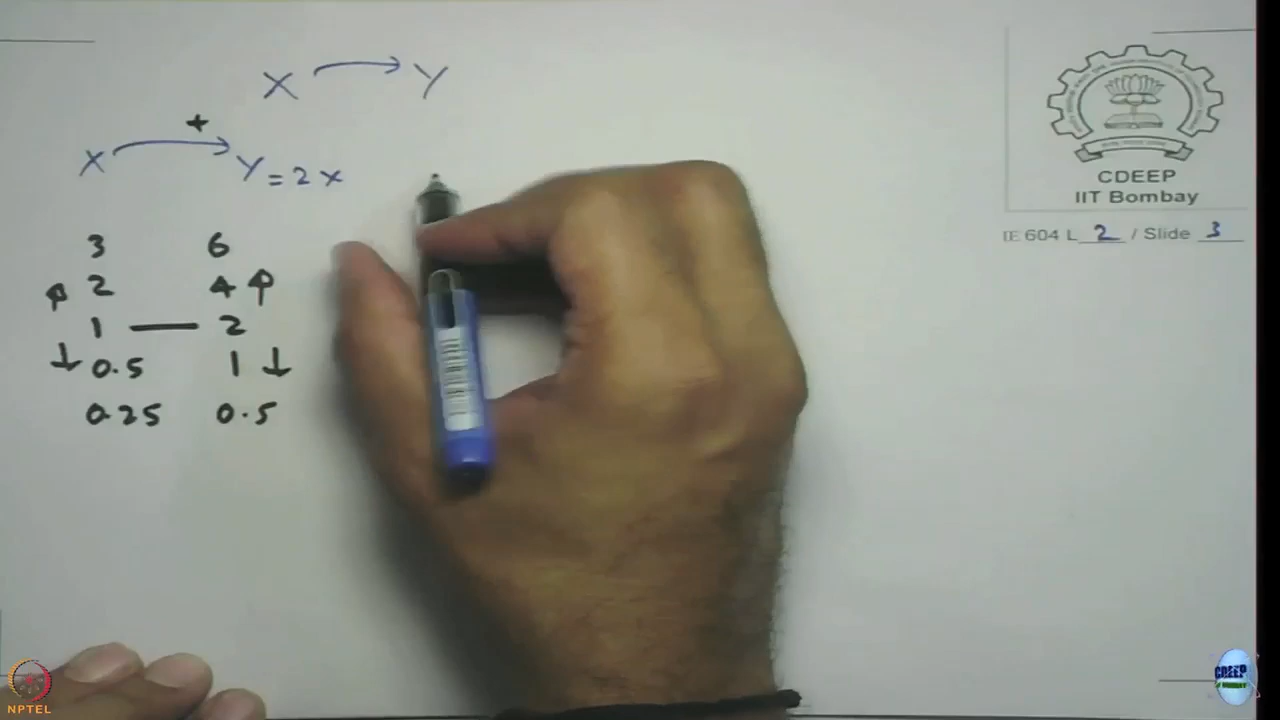 X → Y
+
X → Y = 2x
3 6
↑ 2 4 ↑
1 — 2
↓ 0.5 1 ↓
0.25 0.5
CDEEP
IIT Bombay
IE 604 L 2 / Slide 3
NPTEL
CDEEP